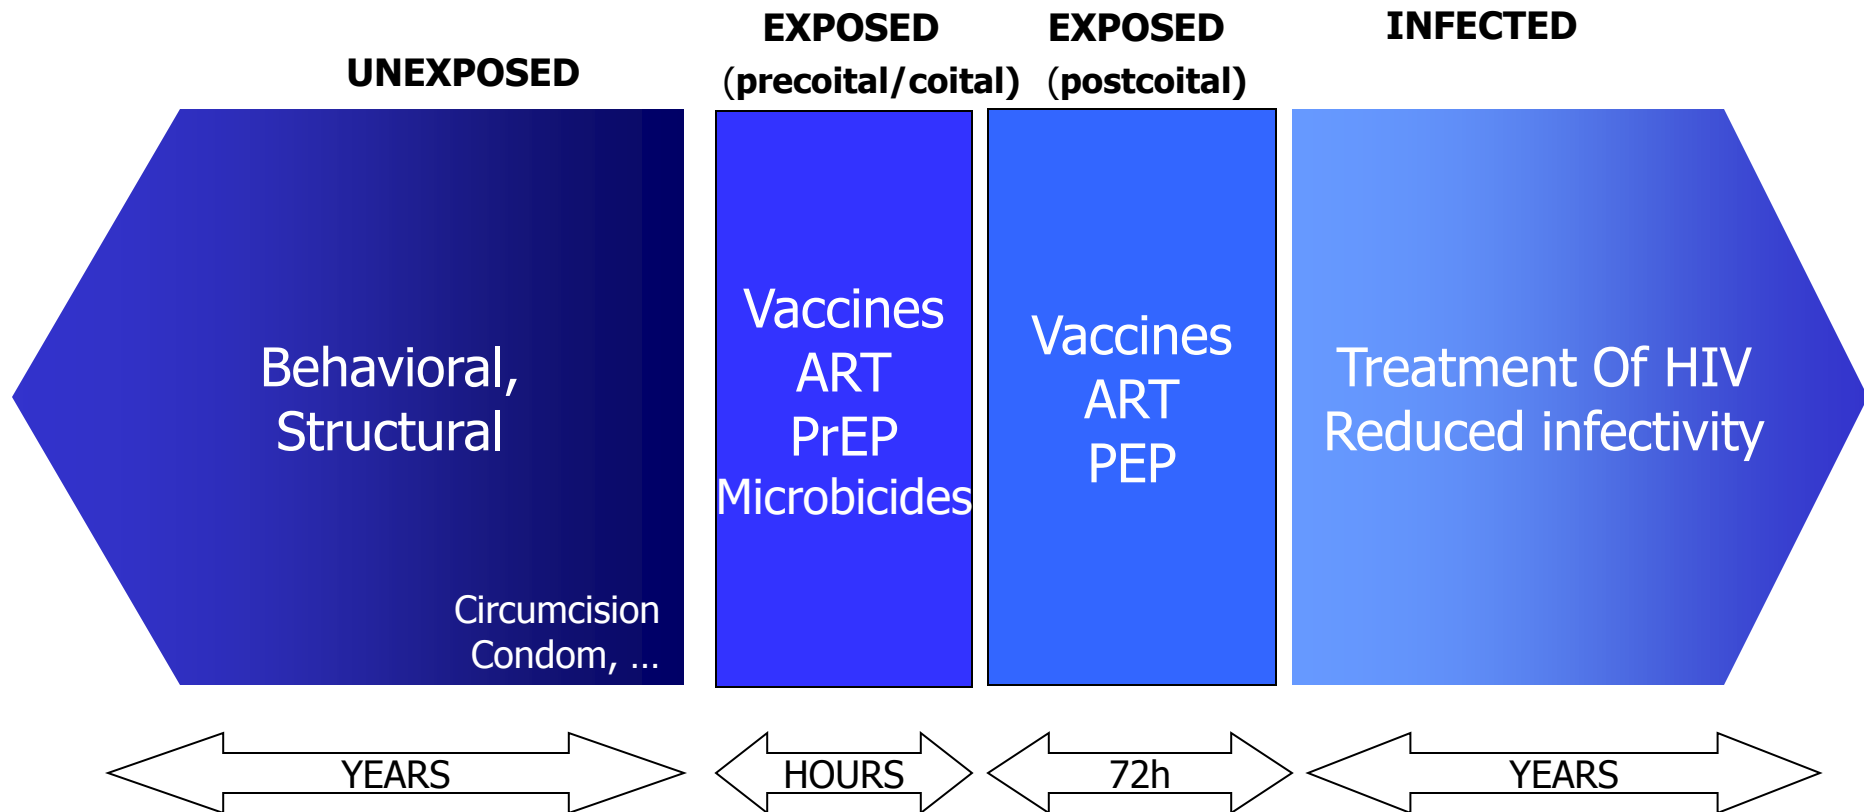 UNEXPOSED
EXPOSED
(precoital/coital)
EXPOSED
(postcoital)
INFECTED
Behavioral,
Structural
Circumcision
Condom, ...
Vaccines
ART
PrEP
Microbicides
Vaccines
ART
PEP
Treatment Of HIV
Reduced infectivity
YEARS
HOURS
72h
YEARS